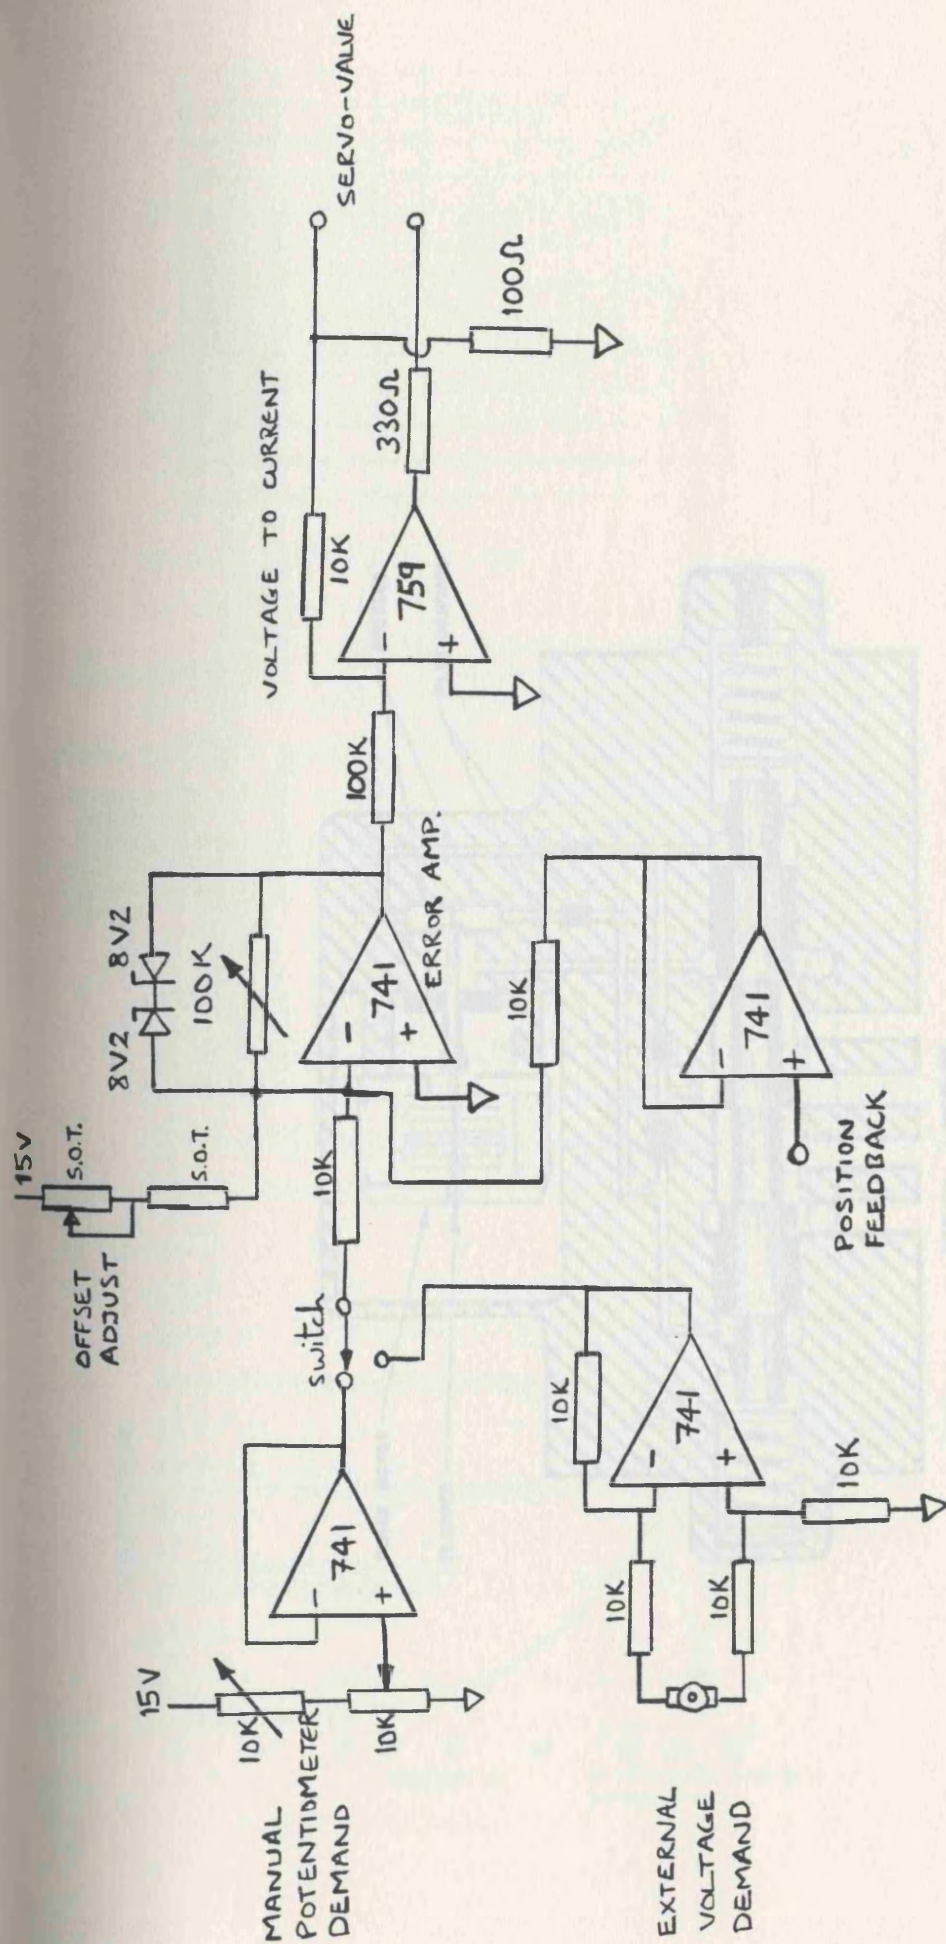 15V
S.O.T.
OFFSET
ADJUST
S.O.T.
8V2 8V2
100K
VOLTAGE TO CURRENT
SERVO-VALVE
15V
10K
MANUAL
POTENTIOMETER
DEMAND
10K
-
741
+
switch
10K
-
741
+
ERROR AMP.
100K
10K
-
759
+
330Ω
100Ω
EXTERNAL
VOLTAGE
DEMAND
10K
10K
10K
-
741
+
10K
POSITION
FEEDBACK
10K
-
741
+